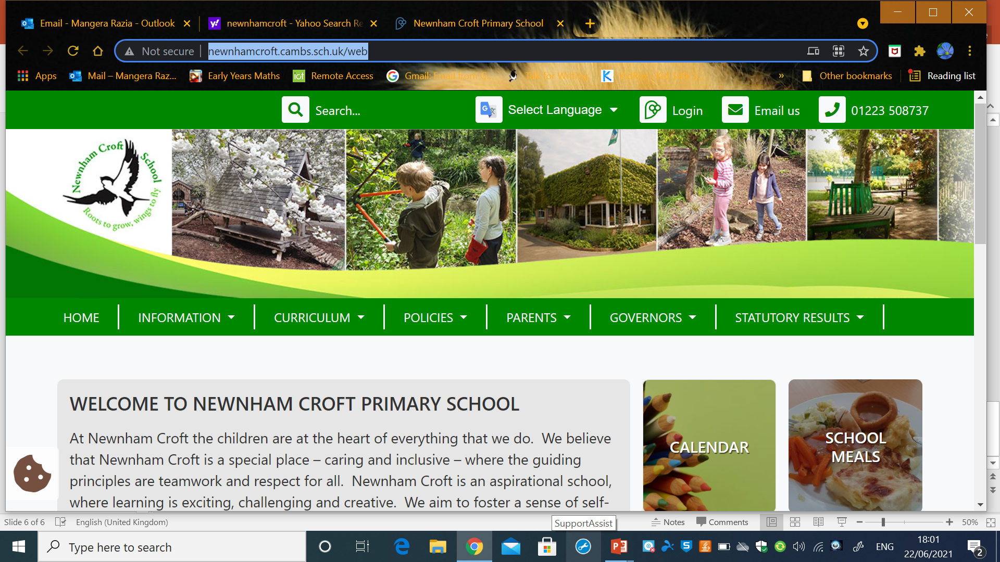 Email - Mangera Razia - Outlook
newnhamcroft - Yahoo Search Re
Newnham Croft Primary School
Not secure
newnhamcroft.cambs.sch.uk/web
Apps
Mail – Mangera Raz...
Early Years Maths
Remote Access
Gmail: Email from G...
Talk for Writing
» Other bookmarks
Reading list
Search...
Select Language
Login
Email us
01223 508737
Newnham Croft School
Roots to grow, wings to fly
HOME
INFORMATION
CURRICULUM
POLICIES
PARENTS
GOVERNORS
STATUTORY RESULTS
WELCOME TO NEWNHAM CROFT PRIMARY SCHOOL
At Newnham Croft the children are at the heart of everything that we do. We believe
that Newnham Croft is a special place – caring and inclusive – where the guiding
principles are teamwork and respect for all. Newnham Croft is an aspirational school,
where learning is exciting, challenging and creative. We aim to foster a sense of self-
CALENDAR
SCHOOL
MEALS
Slide 6 of 6
English (United Kingdom)
SupportAssist
Notes
Comments
50%
Type here to search
ENG
18:01
22/06/2021
2